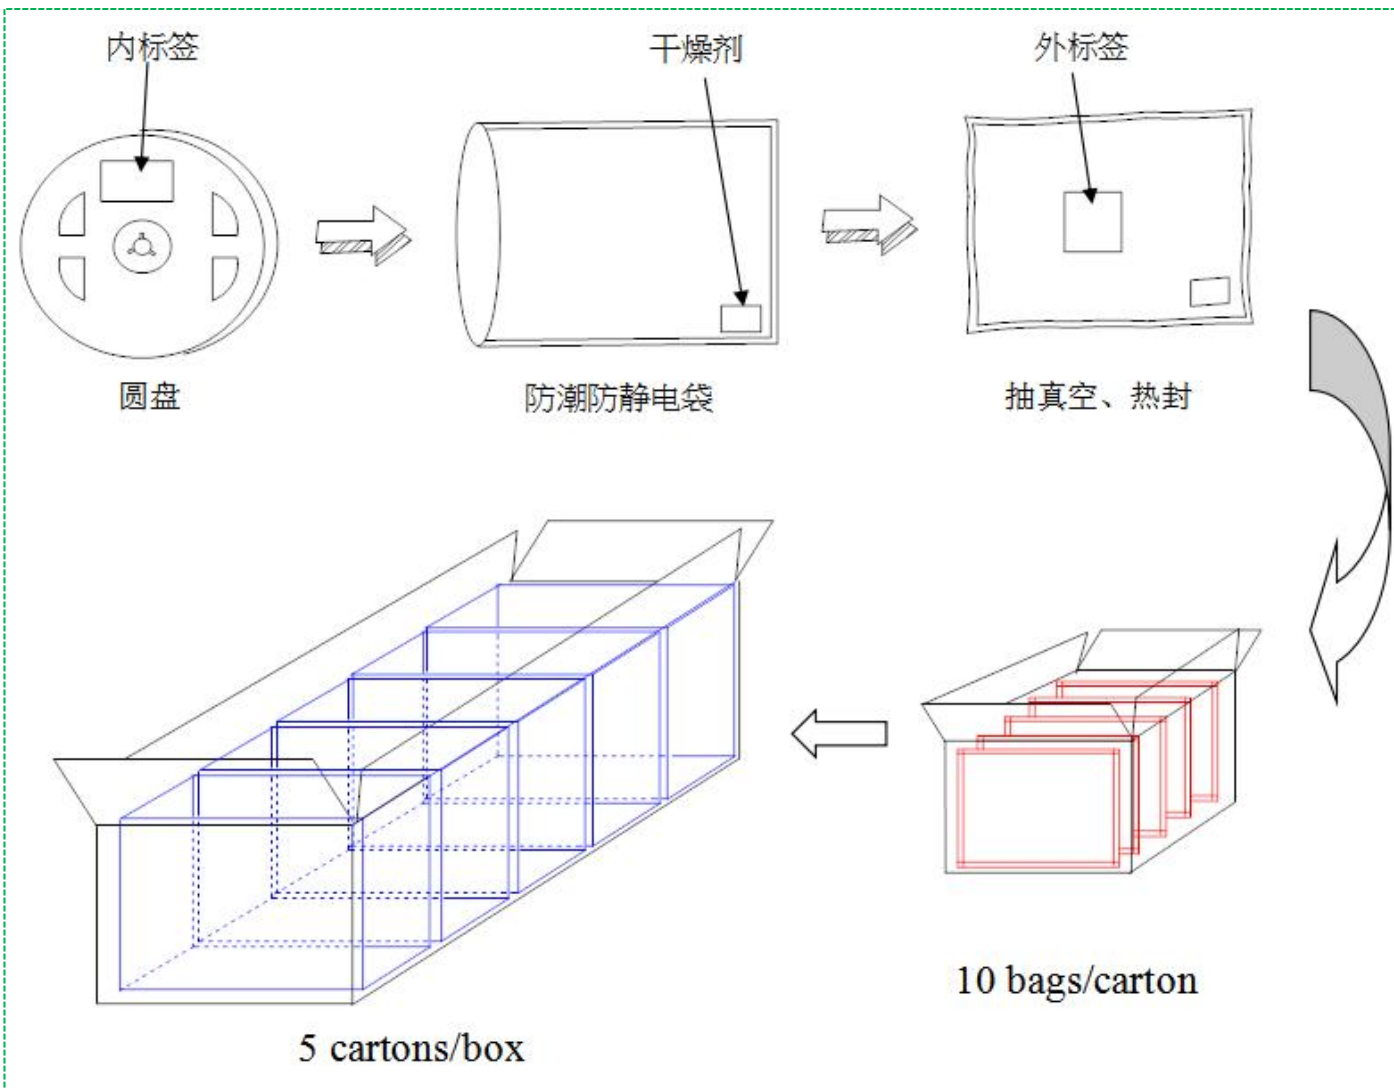 内标签
干燥剂
外标签
圆盘
防潮防静电袋
抽真空、热封
10 bags/carton
5 cartons/box